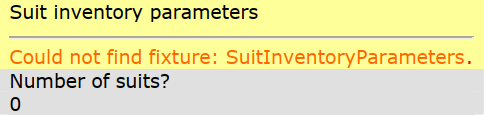 Suit inventory parameters
Could not find fixture: SuitInventoryParameters.
Number of suits?
0